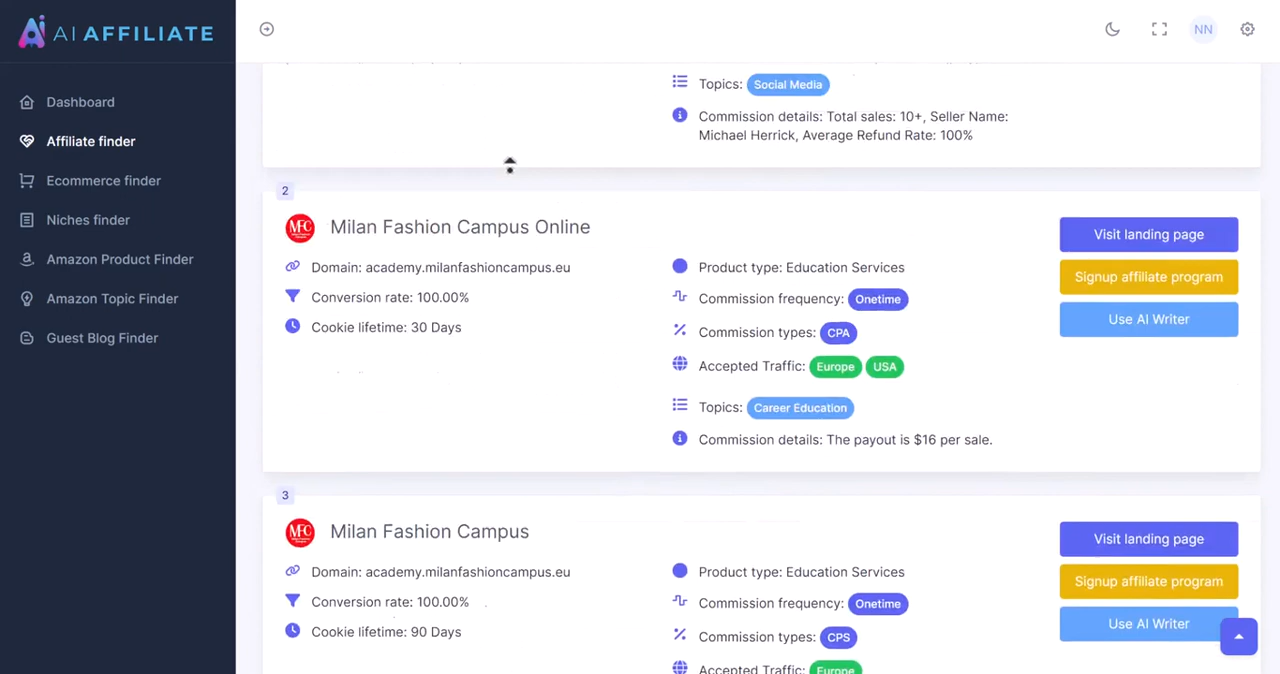 AI AFFILIATE
NN
Dashboard
Affiliate finder
Ecommerce finder
Niches finder
Amazon Product Finder
Amazon Topic Finder
Guest Blog Finder
Topics: Social Media
Commission details: Total sales: 10+, Seller Name:
Michael Herrick, Average Refund Rate: 100%
2
MFC
Milan Fashion Campus Online
Domain: academy.milanfashioncampus.eu
Conversion rate: 100.00%
Cookie lifetime: 30 Days
Product type: Education Services
Commission frequency: Onetime
Commission types: CPA
Accepted Traffic: Europe USA
Topics: Career Education
Commission details: The payout is $16 per sale.
Visit landing page
Signup affiliate program
Use AI Writer
3
MFC
Milan Fashion Campus
Domain: academy.milanfashioncampus.eu
Conversion rate: 100.00%
Cookie lifetime: 90 Days
Product type: Education Services
Commission frequency: Onetime
Commission types: CPS
Accepted Traffic: Europe
Visit landing page
Signup affiliate program
Use AI Writer